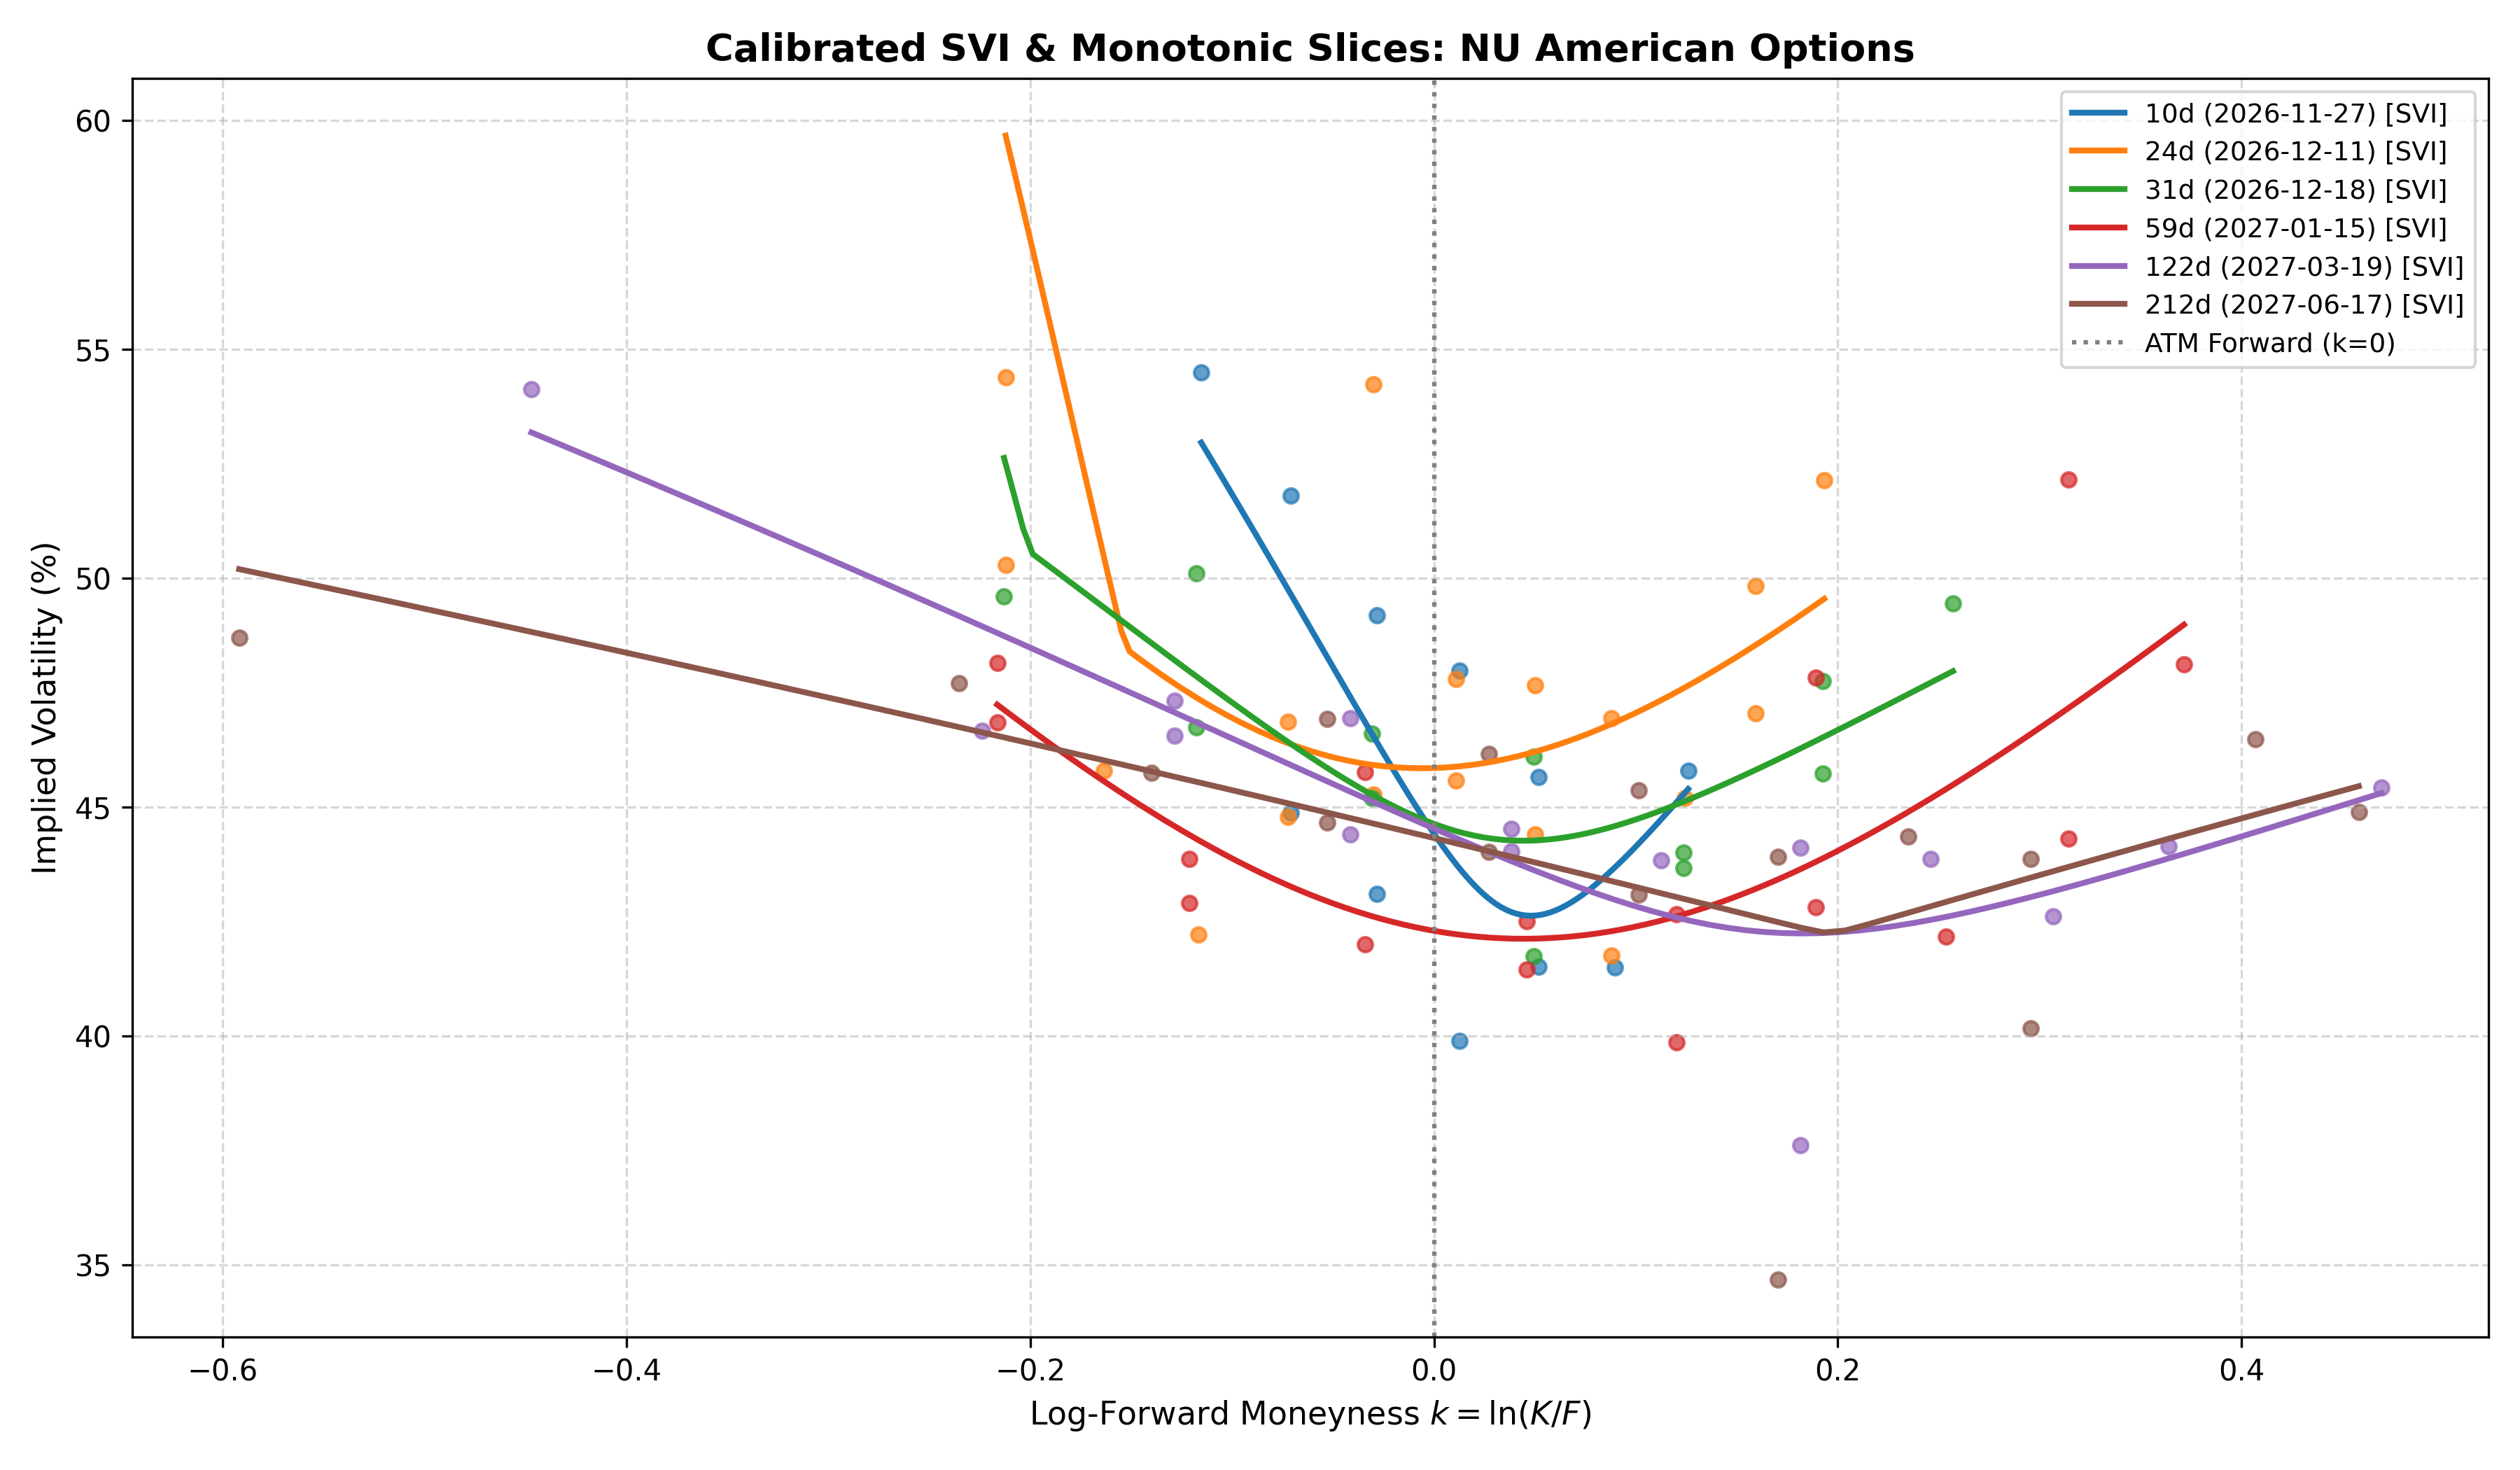 Calibrated SVI & Monotonic Slices: NU American Options
60
55
50
45
40
35
Implied Volatility (%)
−0.6
−0.4
−0.2
0.0
0.2
0.4
Log-Forward Moneyness k = ln(K/F)
10d (2026-11-27) [SVI]
24d (2026-12-11) [SVI]
31d (2026-12-18) [SVI]
59d (2027-01-15) [SVI]
122d (2027-03-19) [SVI]
212d (2027-06-17) [SVI]
ATM Forward (k=0)